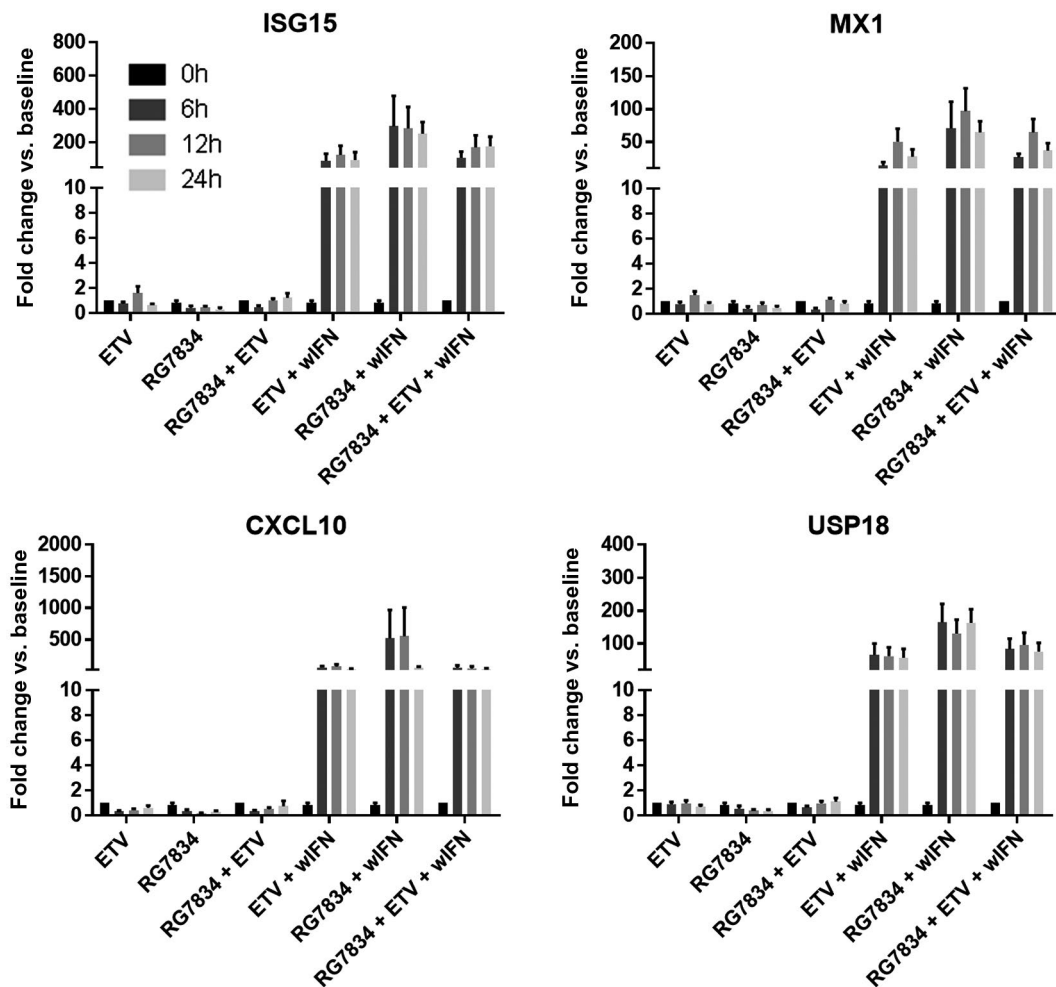 ISG15
Fold change vs. baseline
800
600
400
200
10
8
6
4
2
0
0h
6h
12h
24h
ETV
RG7834
RG7834 + ETV
ETV + wIFN
RG7834 + wIFN
RG7834 + ETV + wIFN
MX1
Fold change vs. baseline
200
150
100
50
10
8
6
4
2
0
ETV
RG7834
RG7834 + ETV
ETV + wIFN
RG7834 + wIFN
RG7834 + ETV + wIFN
CXCL10
Fold change vs. baseline
2000
1500
1000
500
10
8
6
4
2
0
ETV
RG7834
RG7834 + ETV
ETV + wIFN
RG7834 + wIFN
RG7834 + ETV + wIFN
USP18
Fold change vs. baseline
400
300
200
100
10
8
6
4
2
0
ETV
RG7834
RG7834 + ETV
ETV + wIFN
RG7834 + wIFN
RG7834 + ETV + wIFN